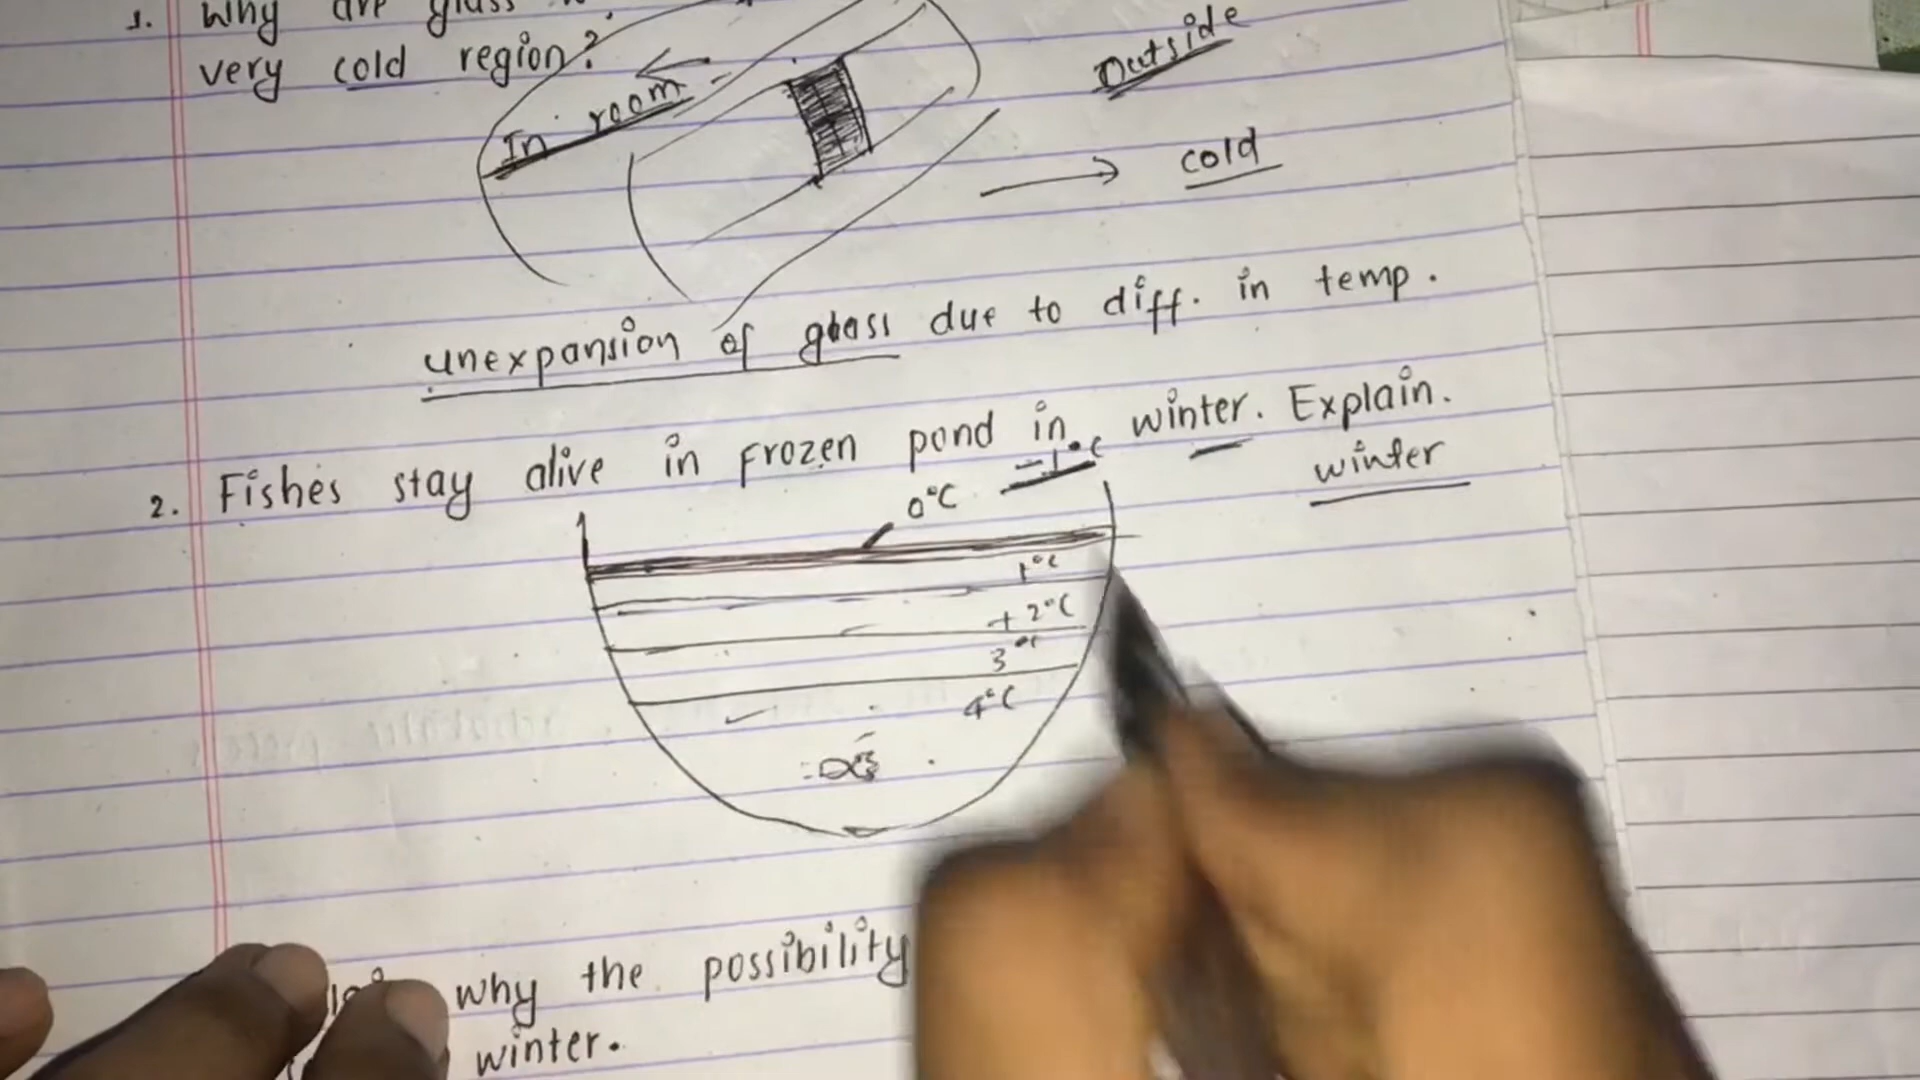 1. Why are glass
very cold region?
In room
Outside
cold
unexpansion of glass due to diff. in temp.
2. Fishes stay alive in frozen pond in winter. Explain.
-1°C
winter
0°C
1°C
+2°C
3°C
4°C
why the possibility
winter.